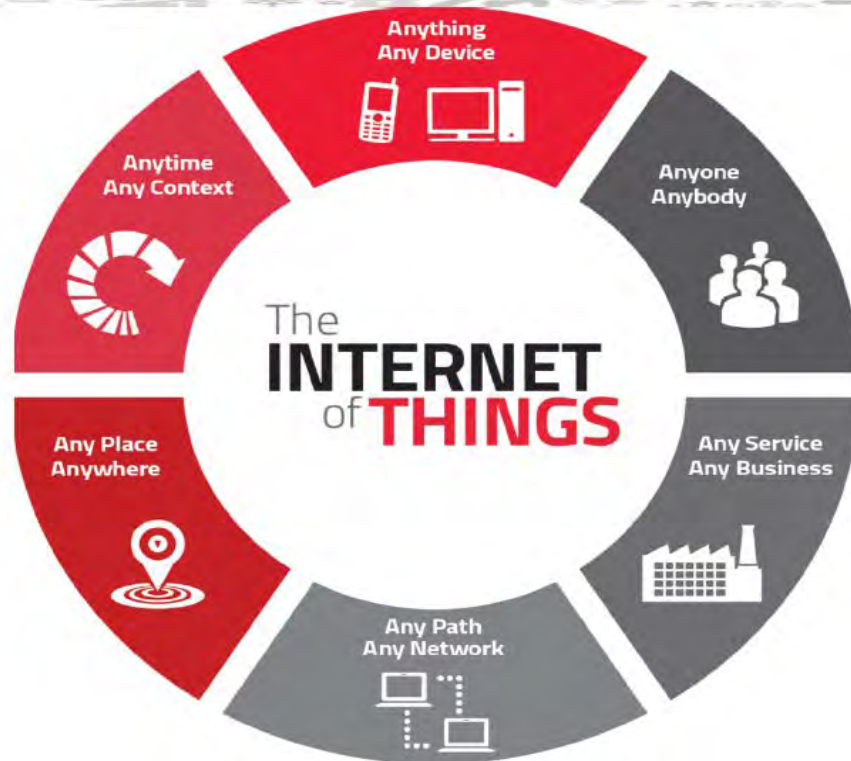 Anything
Any Device
Anyone
Anybody
Any Service
Any Business
Any Path
Any Network
Any Place
Anywhere
Anytime
Any Context
The
INTERNET
of THINGS